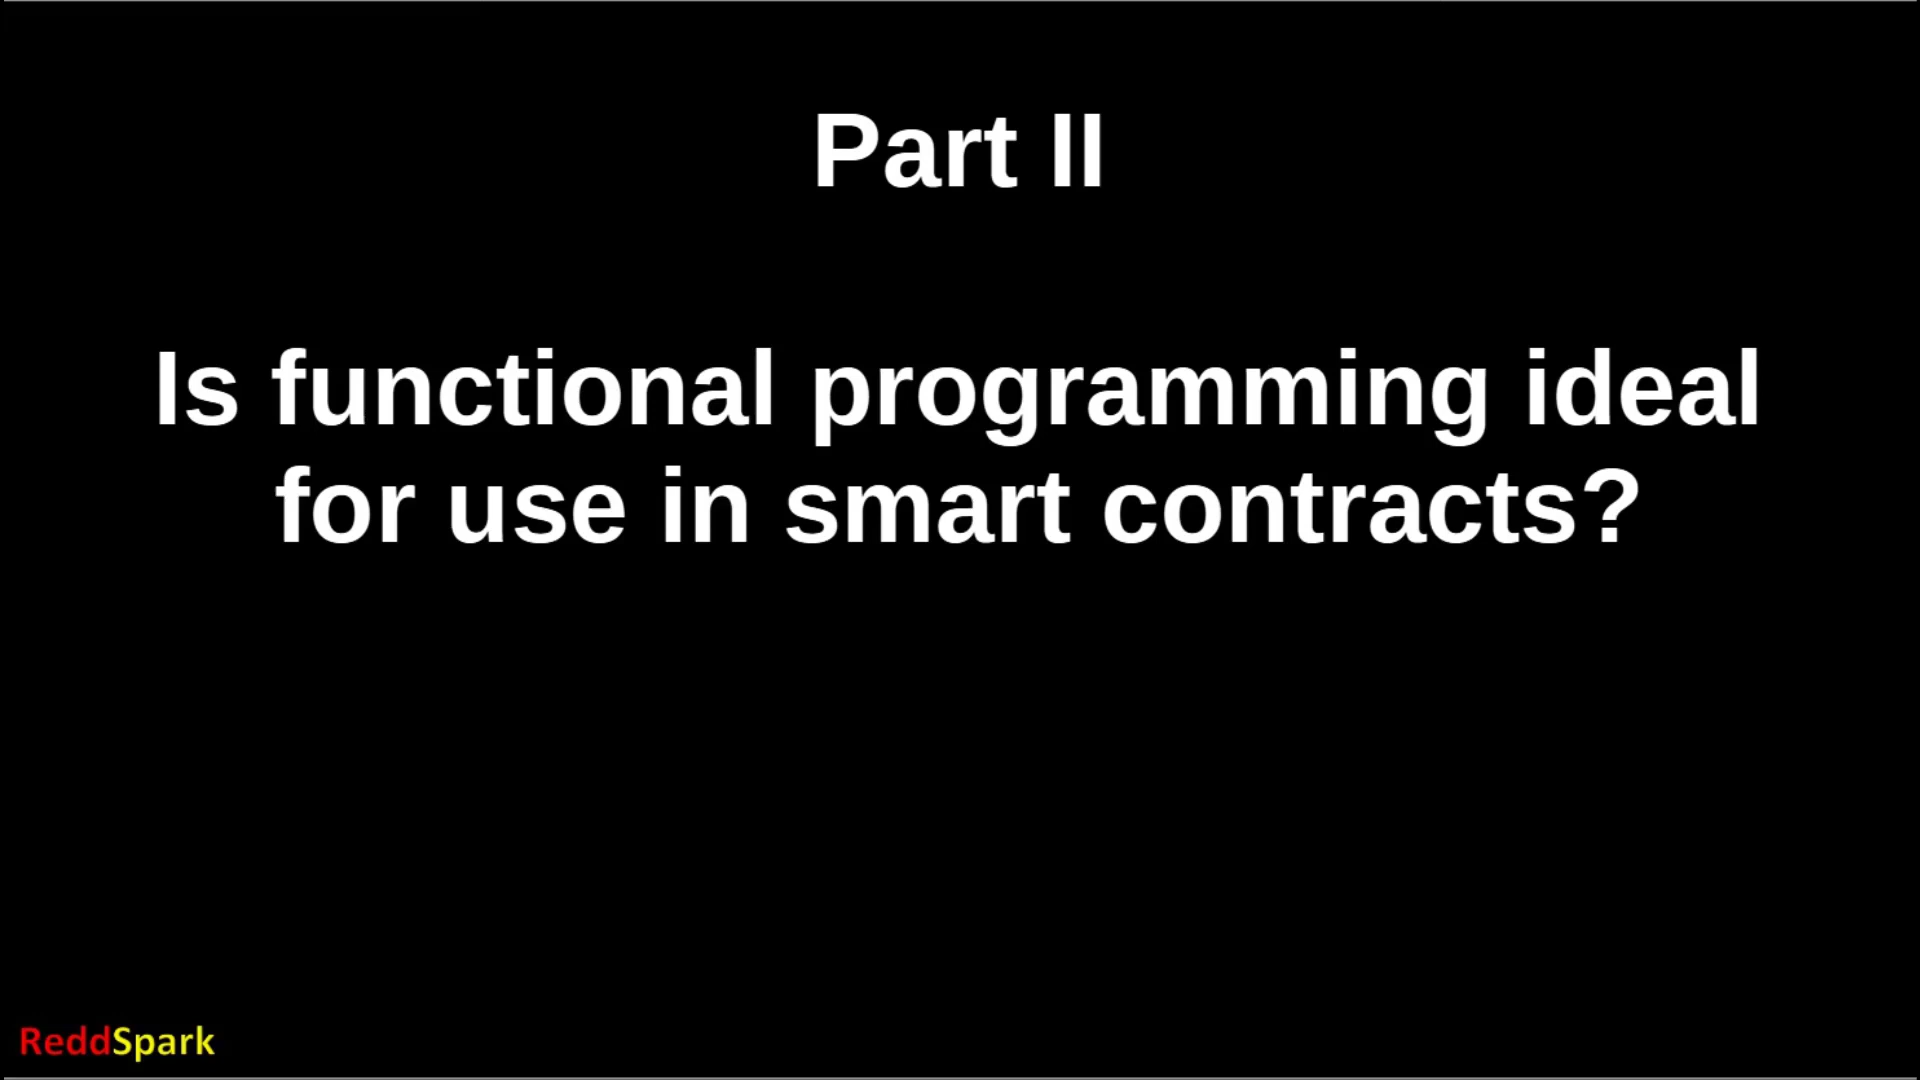 Part II
Is functional programming ideal
for use in smart contracts?
ReddSpark